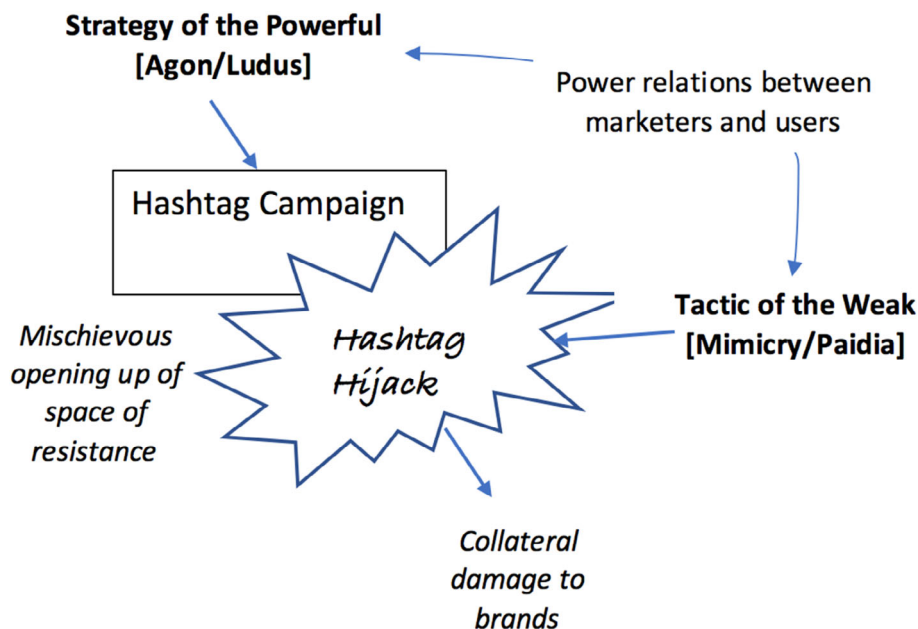 Strategy of the Powerful
[Agon/Ludus]
Power relations between
marketers and users
Hashtag Campaign
Tactic of the Weak
[Mimicry/Paidia]
Hashtag
Hijack
Mischievous
opening up of
space of
resistance
Collateral
damage to
brands